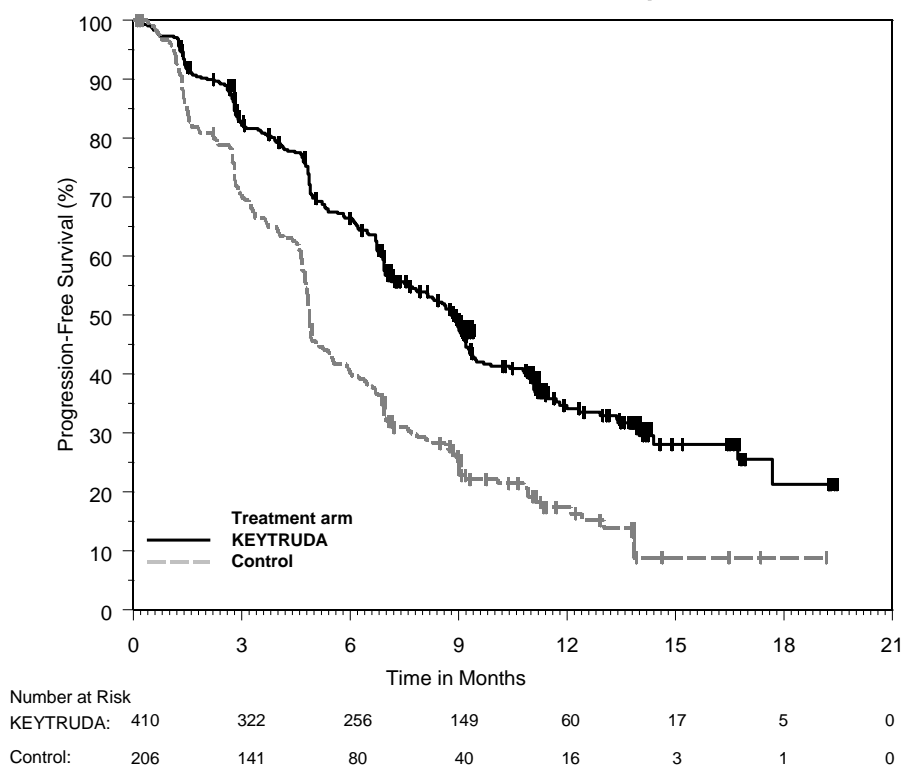 100
90
80
70
60
50
40
30
20
10
0
Progression-Free Survival (%)
Treatment arm
KEYTRUDA
Control
0 3 6 9 12 15 18 21
Time in Months
Number at Risk
KEYTRUDA: 410 322 256 149 60 17 5 0
Control: 206 141 80 40 16 3 1 0